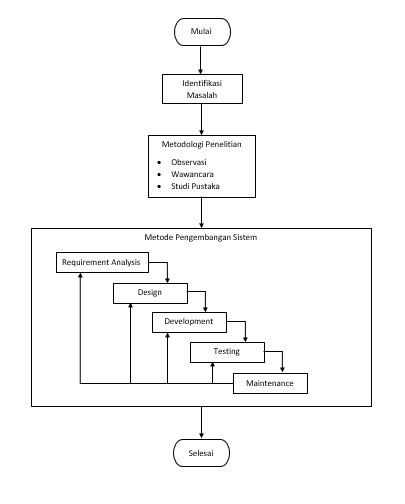 Mulai
Identifikasi
Masalah
Metodologi Penelitian
• Observasi
• Wawancara
• Studi Pustaka
Metode Pengembangan Sistem
Requirement Analysis
Design
Development
Testing
Maintenance
Selesai